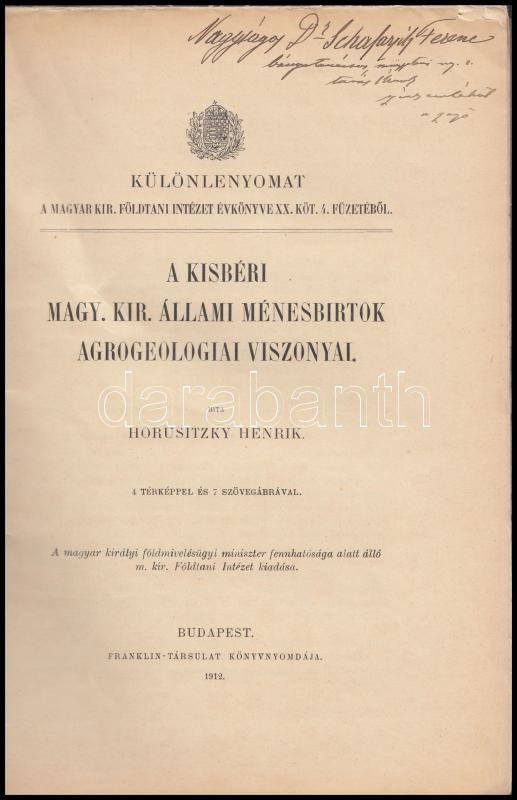 Nagyságos Dr Schafarzik Ferenc
KÜLÖNLENYOMAT
A MAGYAR KIR. FÖLDTANI INTÉZET ÉVKÖNYVE XX. KÖT. 4. FÜZETÉBŐL.
A KISBÉRI
MAGY. KIR. ÁLLAMI MÉNESBIRTOK
AGROGEOLOGIAI VISZONYAI.
darabanth
IRTA
HORUSITZKY HENRIK.
4 TÉRKÉPPEL ÉS 7 SZÖVEGÁBRÁVAL.
A magyar királyi földmivelésügyi miniszter fennhatósága alatt álló
m. kir. Földtani Intézet kiadása.
BUDAPEST.
FRANKLIN-TÁRSULAT KÖNYVNYOMDÁJA.
1912.